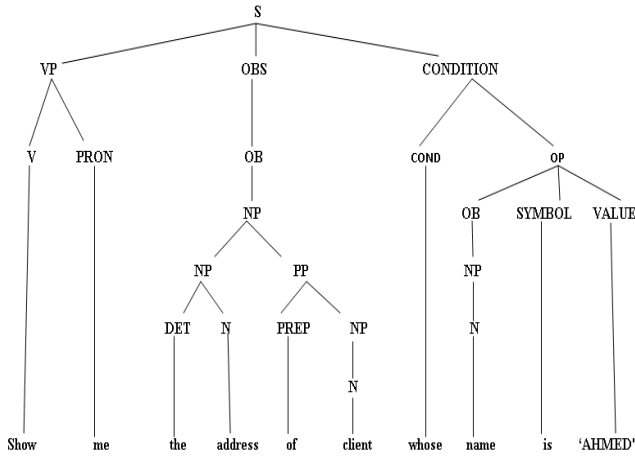 S
VP OBS CONDITION
V PRON OB COND OP
NP OB SYMBOL VALUE
NP PP NP
DET N PREP NP N
N
Show me the address of client whose name is ‘AHMED’